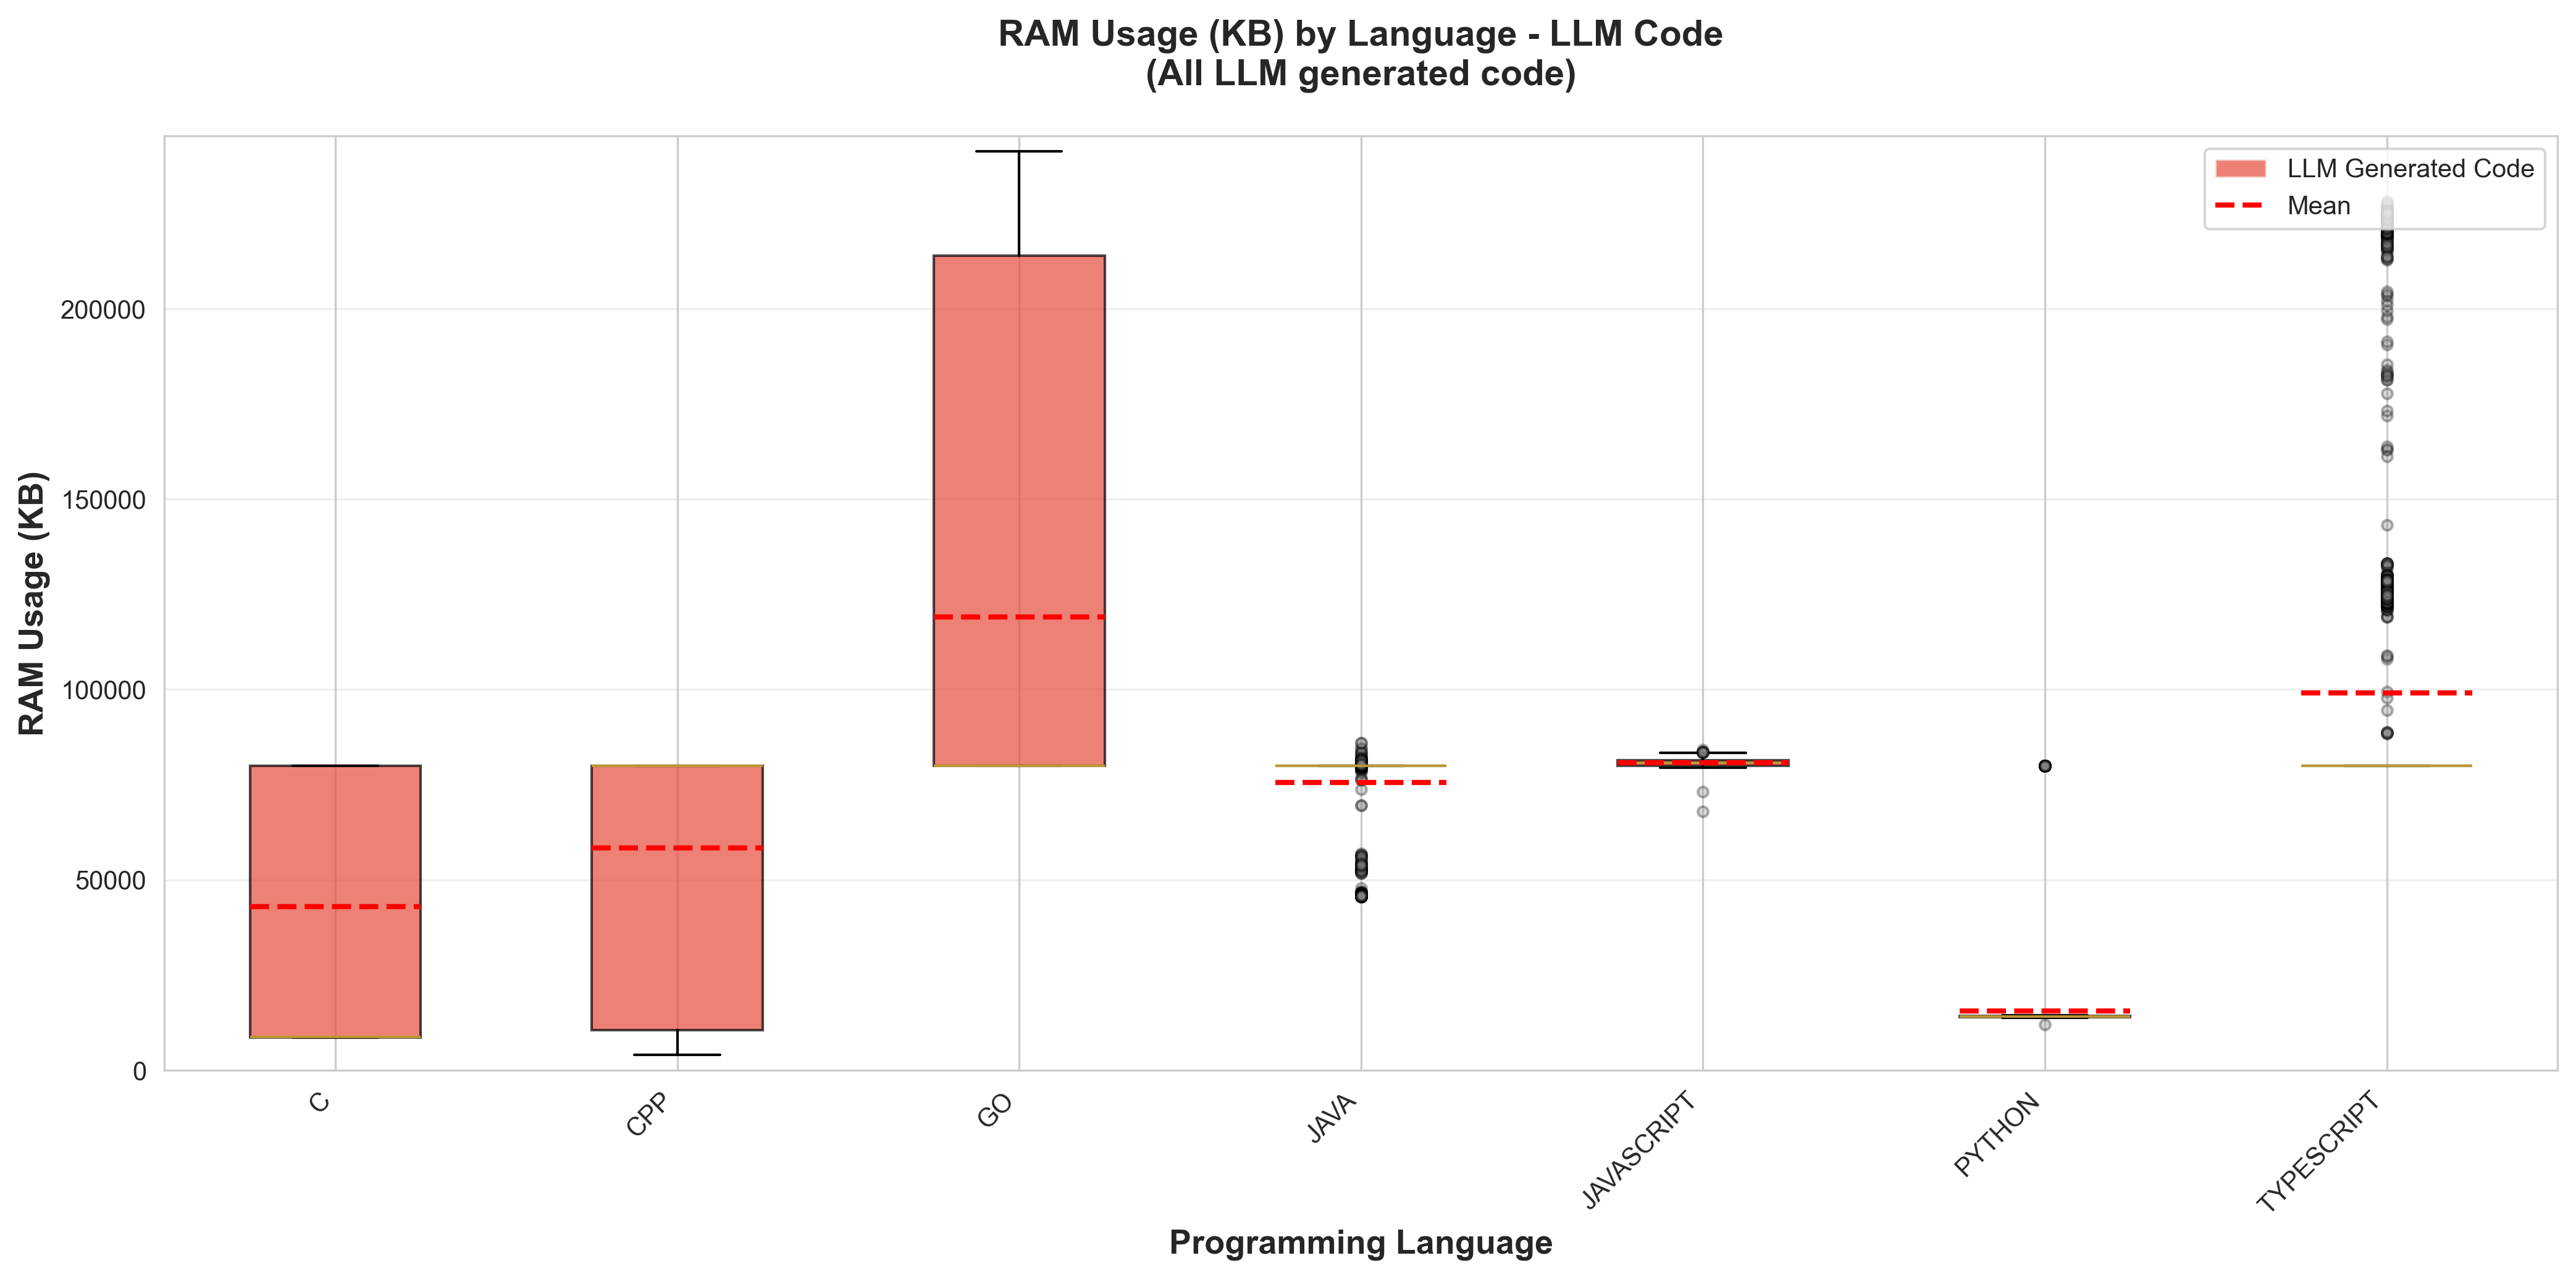 RAM Usage (KB) by Language - LLM Code
(All LLM generated code)
LLM Generated Code
Mean
RAM Usage (KB)
200000
150000
100000
50000
0
C
CPP
GO
JAVA
JAVASCRIPT
PYTHON
TYPESCRIPT
Programming Language